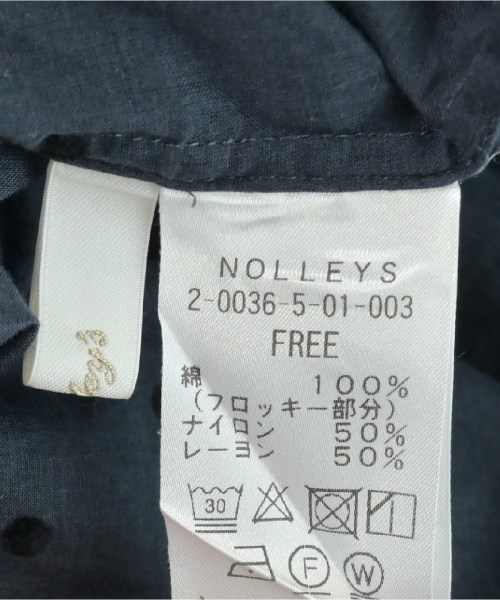 NOLLEYS
2-0036-5-01-003
FREE
綿 100%
(フロッキー部分)
ナイロン 50%
レーヨン 50%
30
F W